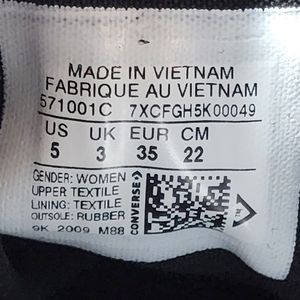 MADE IN VIETNAM
FABRIQUE AU VIETNAM
571001C 7XCFGH5K00049
US UK EUR CM
5 3 35 22
GENDER: WOMEN
UPPER TEXTILE
LINING: TEXTILE
OUTSOLE: RUBBER
9K 2009 M88
CONVERSE